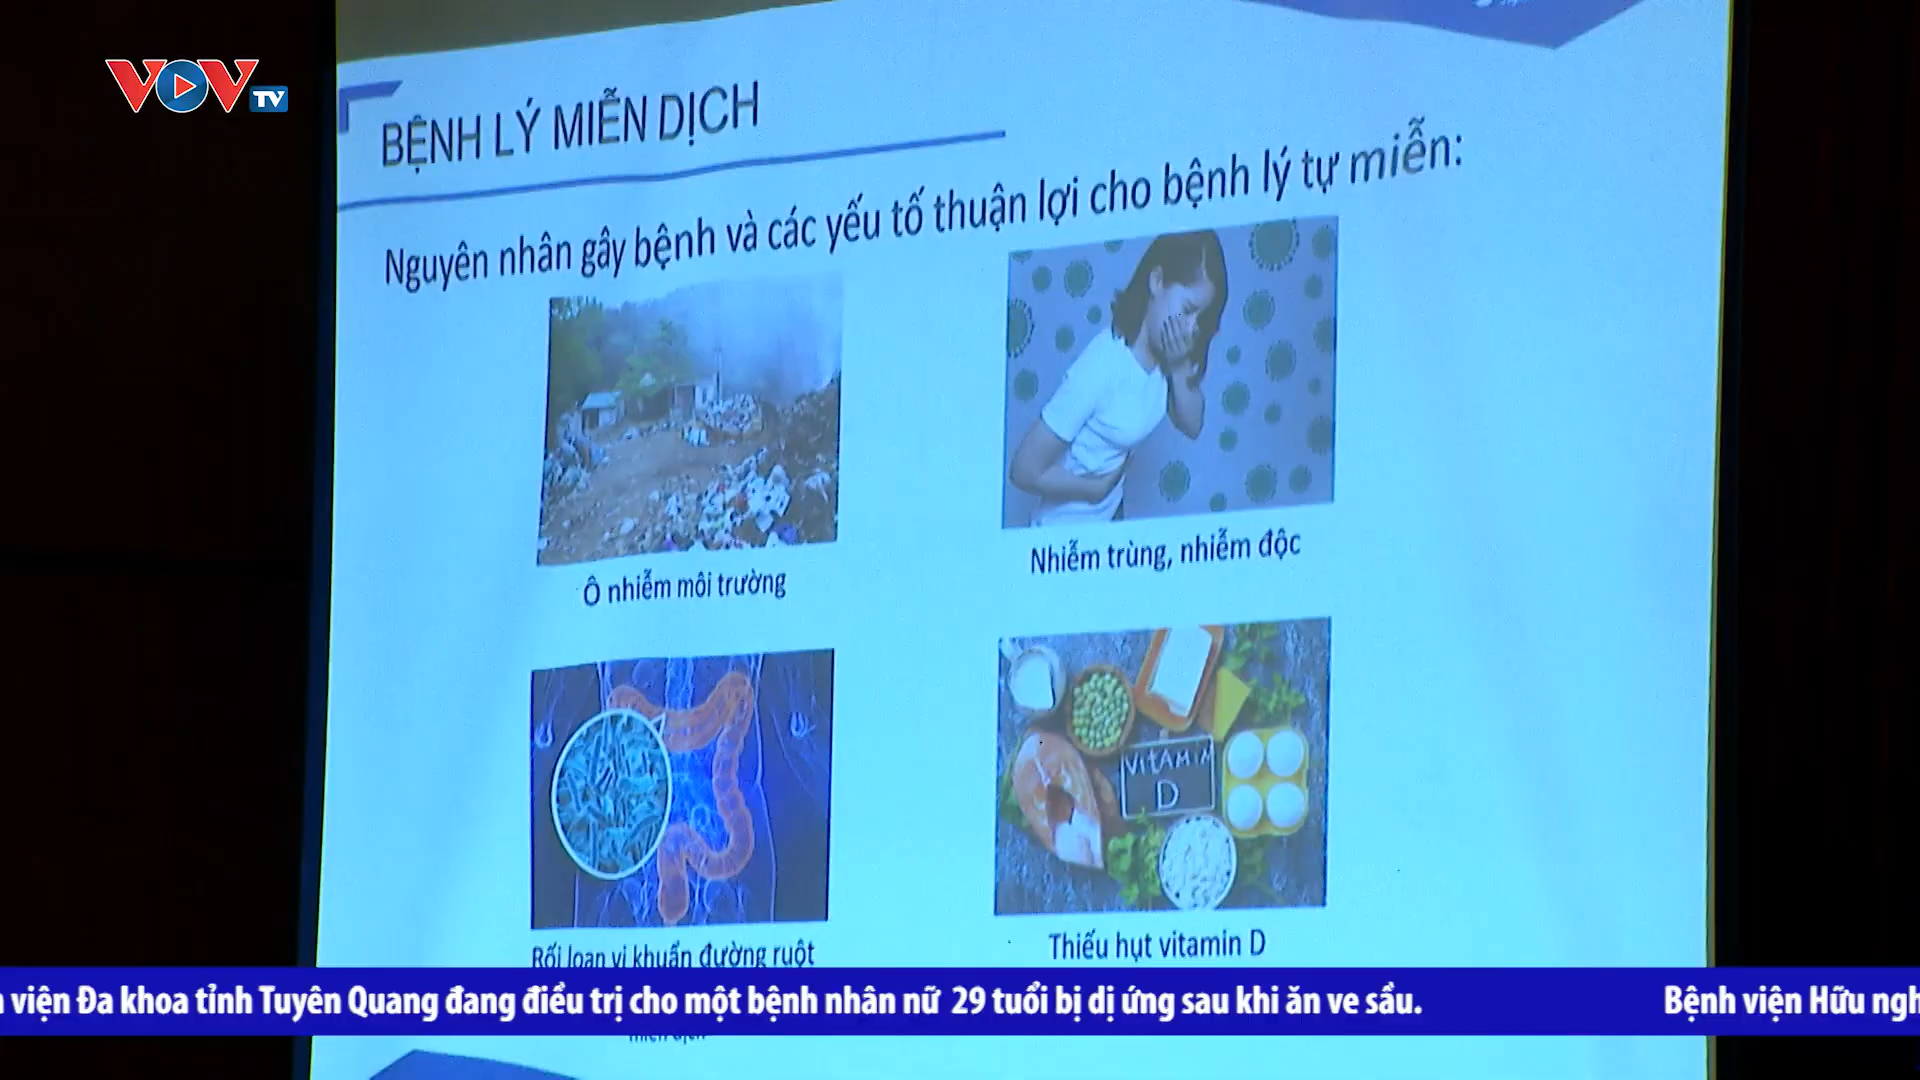 VOV TV
BỆNH LÝ MIỄN DỊCH
Nguyên nhân gây bệnh và các yếu tố thuận lợi cho bệnh lý tự miễn:
Ô nhiễm môi trường
Nhiễm trùng, nhiễm độc
VITAMIN
D
Rối loạn vi khuẩn đường ruột
Thiếu hụt vitamin D
viện Đa khoa tỉnh Tuyên Quang đang điều trị cho một bệnh nhân nữ 29 tuổi bị dị ứng sau khi ăn ve sầu.
Bệnh viện Hữu ngh
miễn dịch